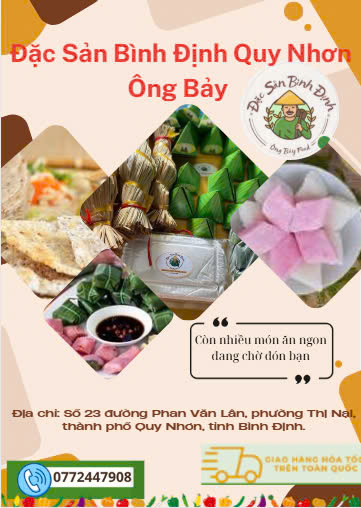 Đặc Sản Bình Định Quy Nhơn
Ông Bảy
Đặc Sản Bình Định
Ông Bảy Food
Còn nhiều món ăn ngon
đang chờ đón bạn
Địa chỉ: Số 23 đường Phan Văn Lân, phường Thị Nại,
thành phố Quy Nhơn, tỉnh Bình Định.
0772447908
GIAO HÀNG HỎA TỐC
TRÊN TOÀN QUỐC